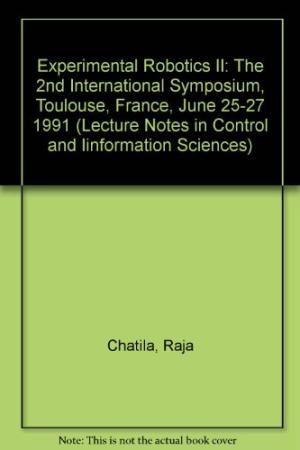 Experimental Robotics II: The
2nd International Symposium,
Toulouse, France, June 25-27
1991 (Lecture Notes in Control
and Iinformation Sciences)
Chatila, Raja
Note: This is not the actual book cover